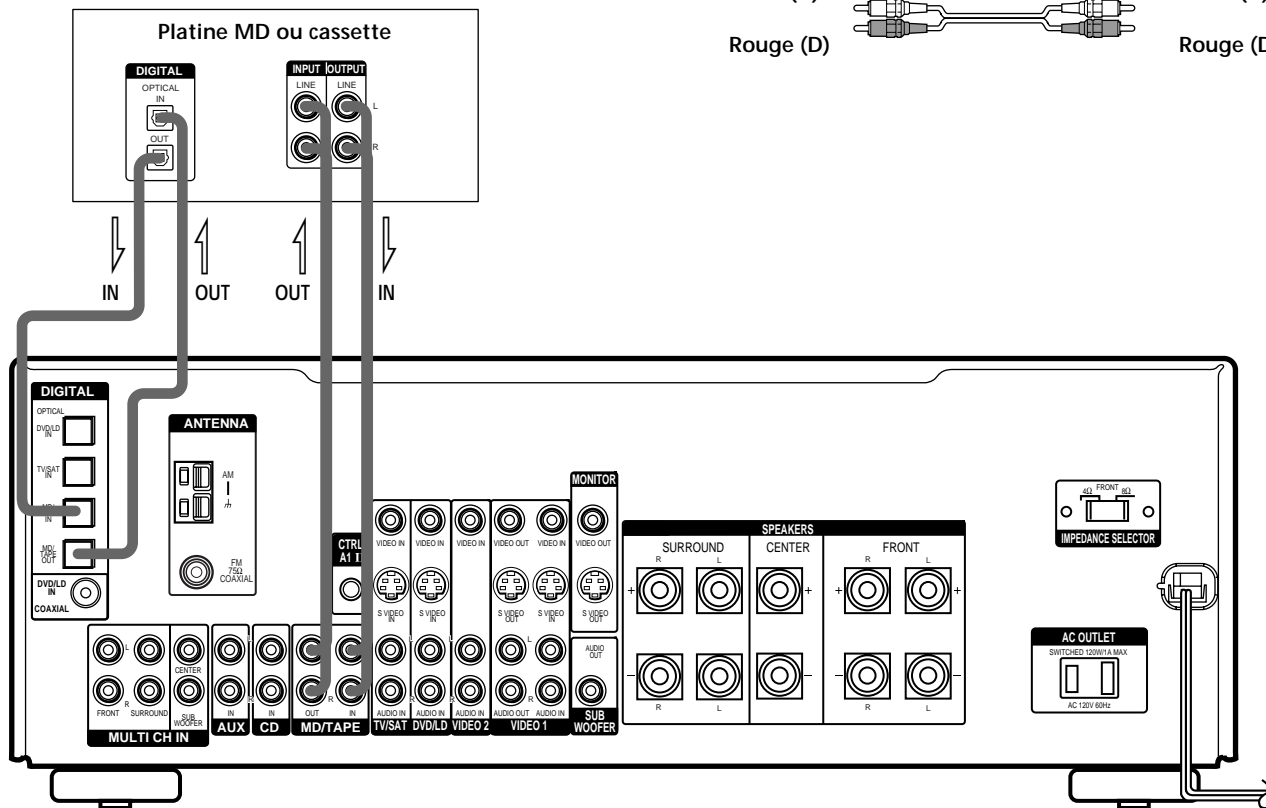 Platine MD ou cassette
Rouge (D)
Rouge (D
DIGITAL
OPTICAL
IN
OUT
INPUT OUTPUT
LINE LINE
L
R
IN
OUT
OUT
IN
DIGITAL
OPTICAL
DVD/LD
IN
TV/SAT
IN
IN
MD/
TAPE
OUT
DVD/LD
IN
COAXIAL
ANTENNA
AM
FM
75Ω
COAXIAL
CTRL
A1
MONITOR
VIDEO IN VIDEO IN VIDEO IN VIDEO OUT VIDEO IN VIDEO OUT
S VIDEO
IN
S VIDEO
IN
S VIDEO
OUT
S VIDEO
IN
S VIDEO
OUT
L
R
FRONT SURROUND
CENTER
SUB
WOOFER
MULTI CH IN
L
R
IN
AUX
IN
CD
OUT
R
IN
MD/TAPE
L
R
AUDIO IN
TV/SAT
AUDIO IN
DVD/LD
L
R
AUDIO IN
VIDEO 2
L
R
AUDIO OUT AUDIO IN
VIDEO 1
AUDIO
OUT
SUB
WOOFER
SPEAKERS
SURROUND CENTER FRONT
R L R L
+ + + +
– – – –
R L R L
4Ω FRONT 8Ω
IMPEDANCE SELECTOR
AC OUTLET
SWITCHED 120W/1A MAX
AC 120V 60Hz